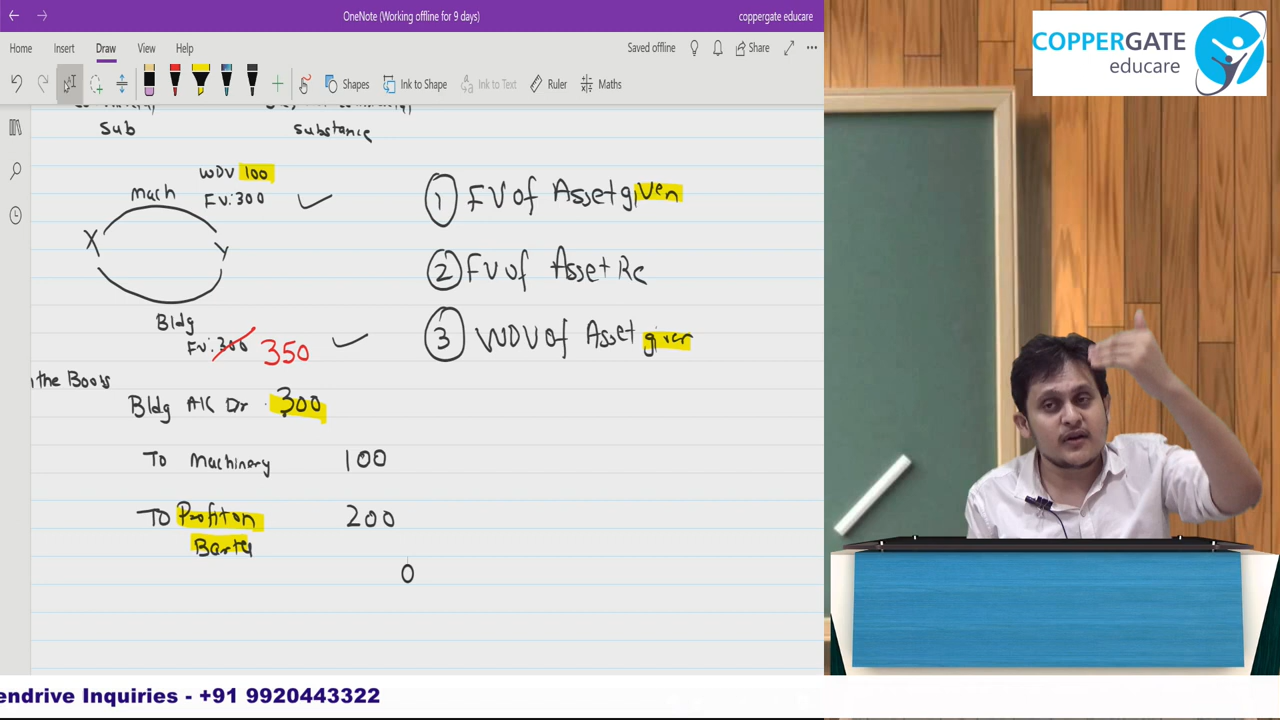 OneNote (Working offline for 9 days)
coppergate educare
Home Insert Draw View Help
Saved offline
Share
Shapes
Ink to Shape
Ink to Text
Ruler
Maths
COPPERGATE
educare
Sub
substance
WDV 100
Mach
FV:300
X
Y
Bldg
FV:300 350
① FV of Asset given
② FV of Asset Rc
③ WDV of Asset given
the Books
Bldg A/c Dr 300
To Machinary 100
To Profit on 200
Barter
0
endrive Inquiries - +91 9920443322